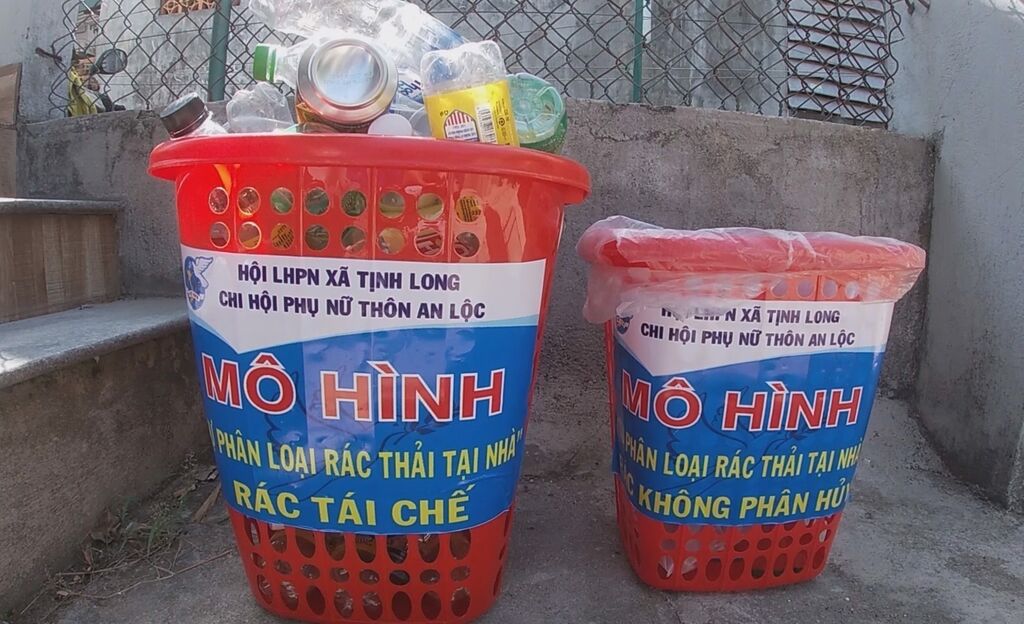 HỘI LHPN XÃ TỊNH LONG
CHI HỘI PHỤ NỮ THÔN AN LỘC
MÔ HÌNH
"PHÂN LOẠI RÁC THẢI TẠI NHÀ"
RÁC TÁI CHẾ
HỘI LHPN XÃ TỊNH LONG
CHI HỘI PHỤ NỮ THÔN AN LỘC
MÔ HÌNH
PHÂN LOẠI RÁC THẢI TẠI NHÀ
KHÔNG PHÂN HỦY